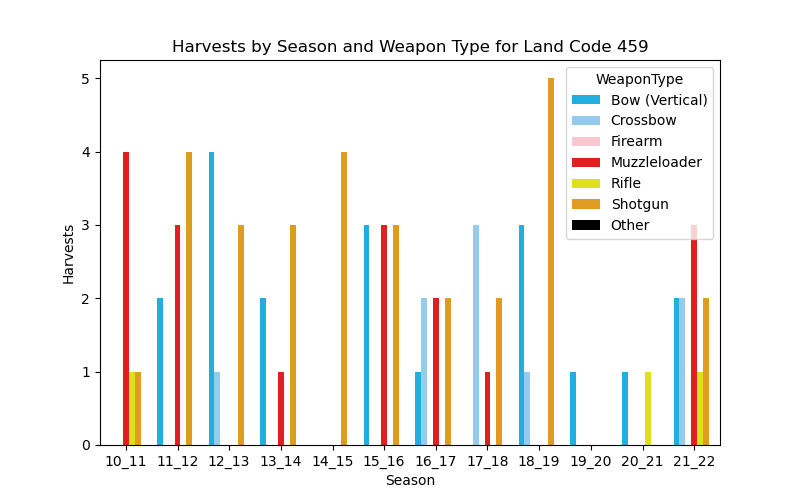 Harvests by Season and Weapon Type for Land Code 459
WeaponType
Bow (Vertical)
Crossbow
Firearm
Muzzleloader
Rifle
Shotgun
Other
Harvests
5
4
3
2
1
0
10_11 11_12 12_13 13_14 14_15 15_16 16_17 17_18 18_19 19_20 20_21 21_22
Season